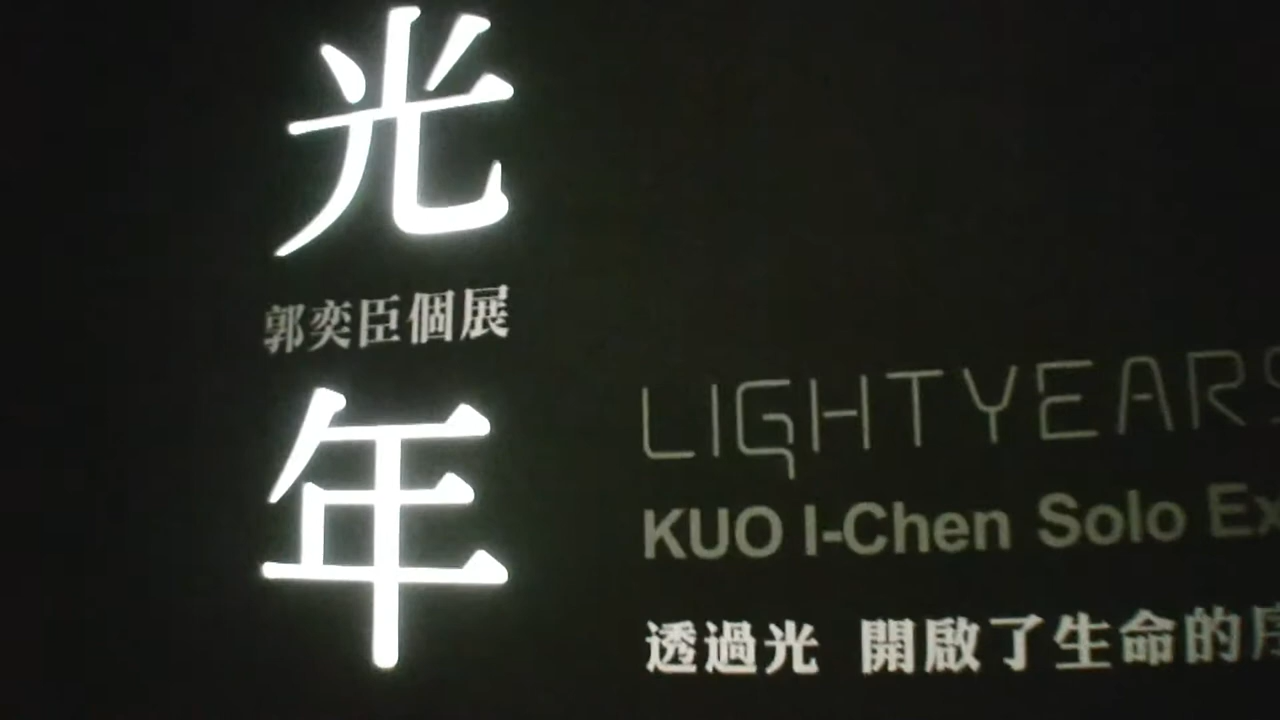 光
郭奕臣個展
年
LIGHTYEARS
KUO I-Chen Solo
透過光 開啟了生命的